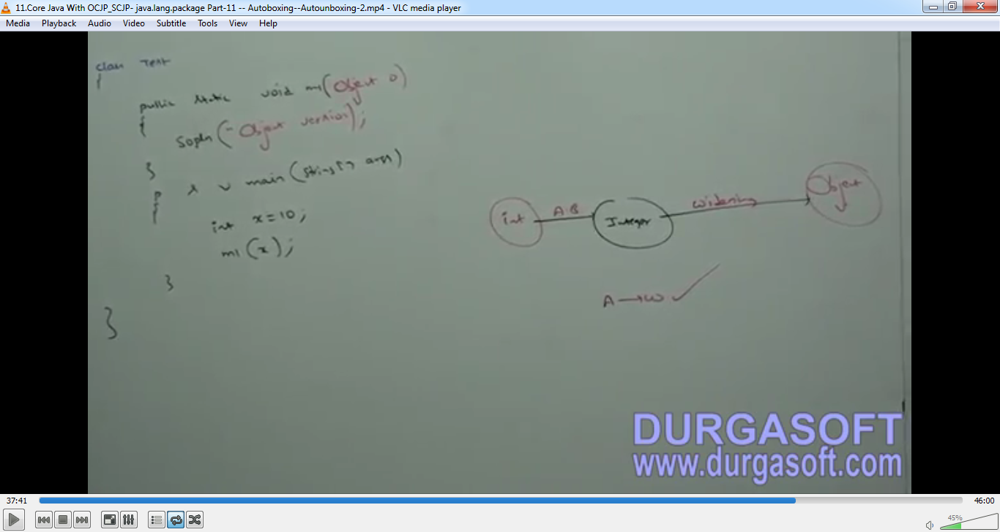 11.Core Java With OCJP_SCJP- java.lang.package Part-11 -- Autoboxing--Autounboxing-2.mp4 - VLC media player
Media Playback Audio Video Subtitle Tools View Help
class Test
{
public static void m1(Object o)
{
Sopln("Object version);
}
p s v main(String[] args)
{
int x=10;
m1(x);
}
}
int A.B Integer widening Object
A→W ✓
DURGASOFT
www.durgasoft.com
37:41 46:00
45%